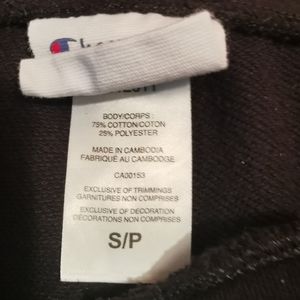 BODY/CORPS:
75% COTTON/COTON
25% POLYESTER
MADE IN CAMBODIA
FABRIQUÉ AU CAMBODGE
CA00153
EXCLUSIVE OF TRIMMINGS
GARNITURES NON COMPRISES
EXCLUSIVE OF DECORATION
DÉCORATIONS NON COMPRISES
S/P